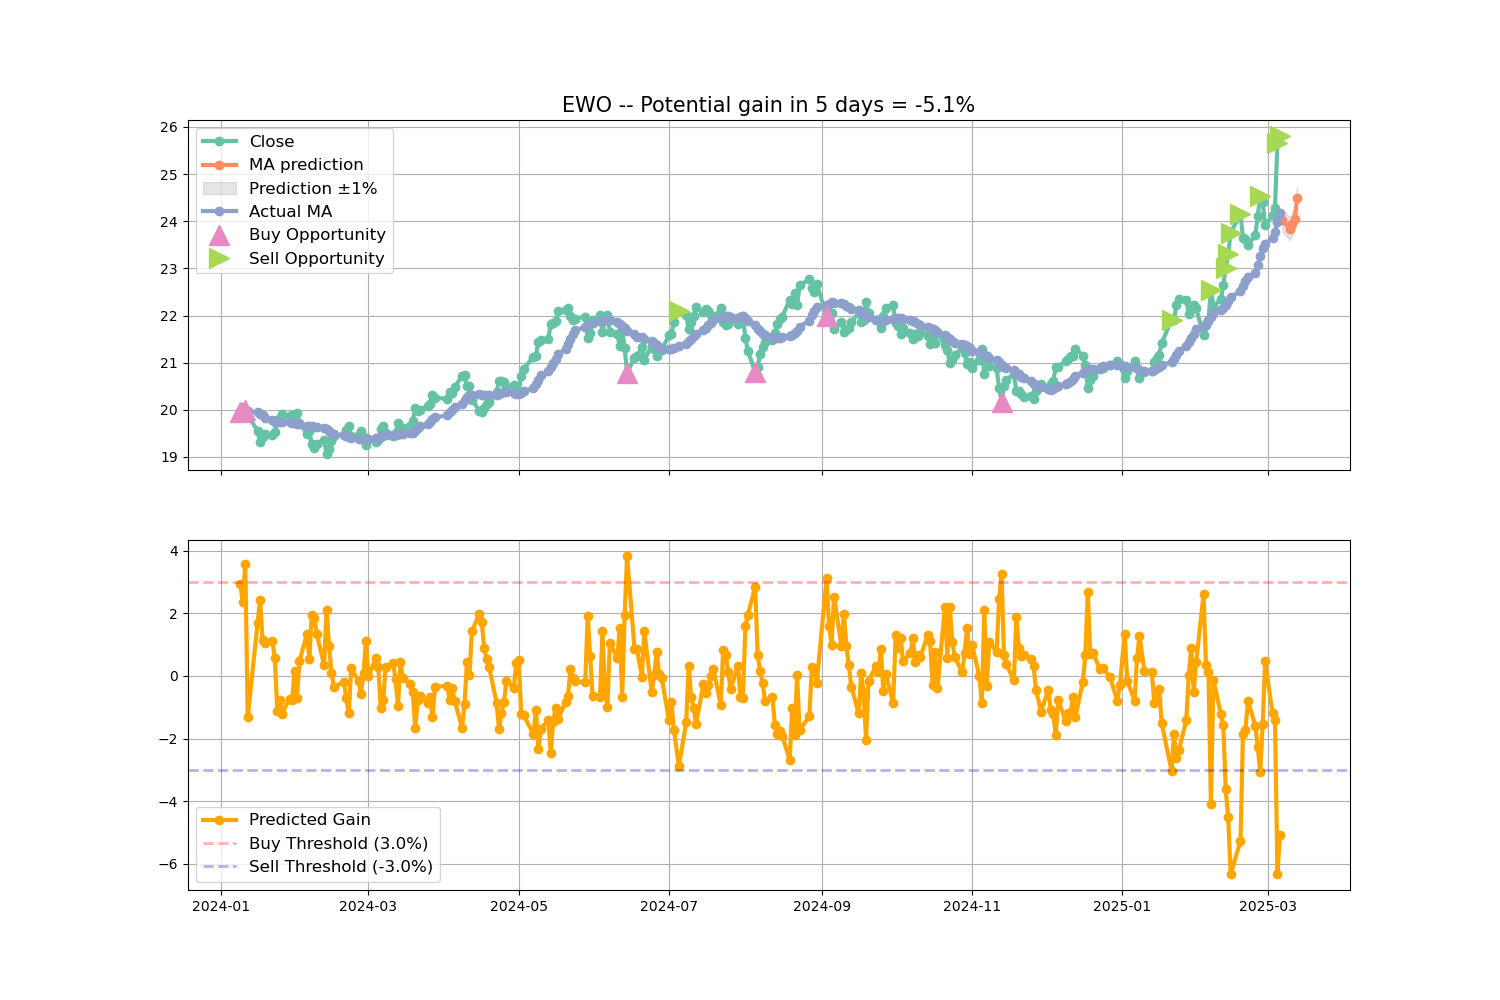 EWO -- Potential gain in 5 days = -5.1%
26
25
24
23
22
21
20
19
Close
MA prediction
Prediction ±1%
Actual MA
Buy Opportunity
Sell Opportunity
4
2
0
−2
−4
−6
Predicted Gain
Buy Threshold (3.0%)
Sell Threshold (-3.0%)
2024-01
2024-03
2024-05
2024-07
2024-09
2024-11
2025-01
2025-03